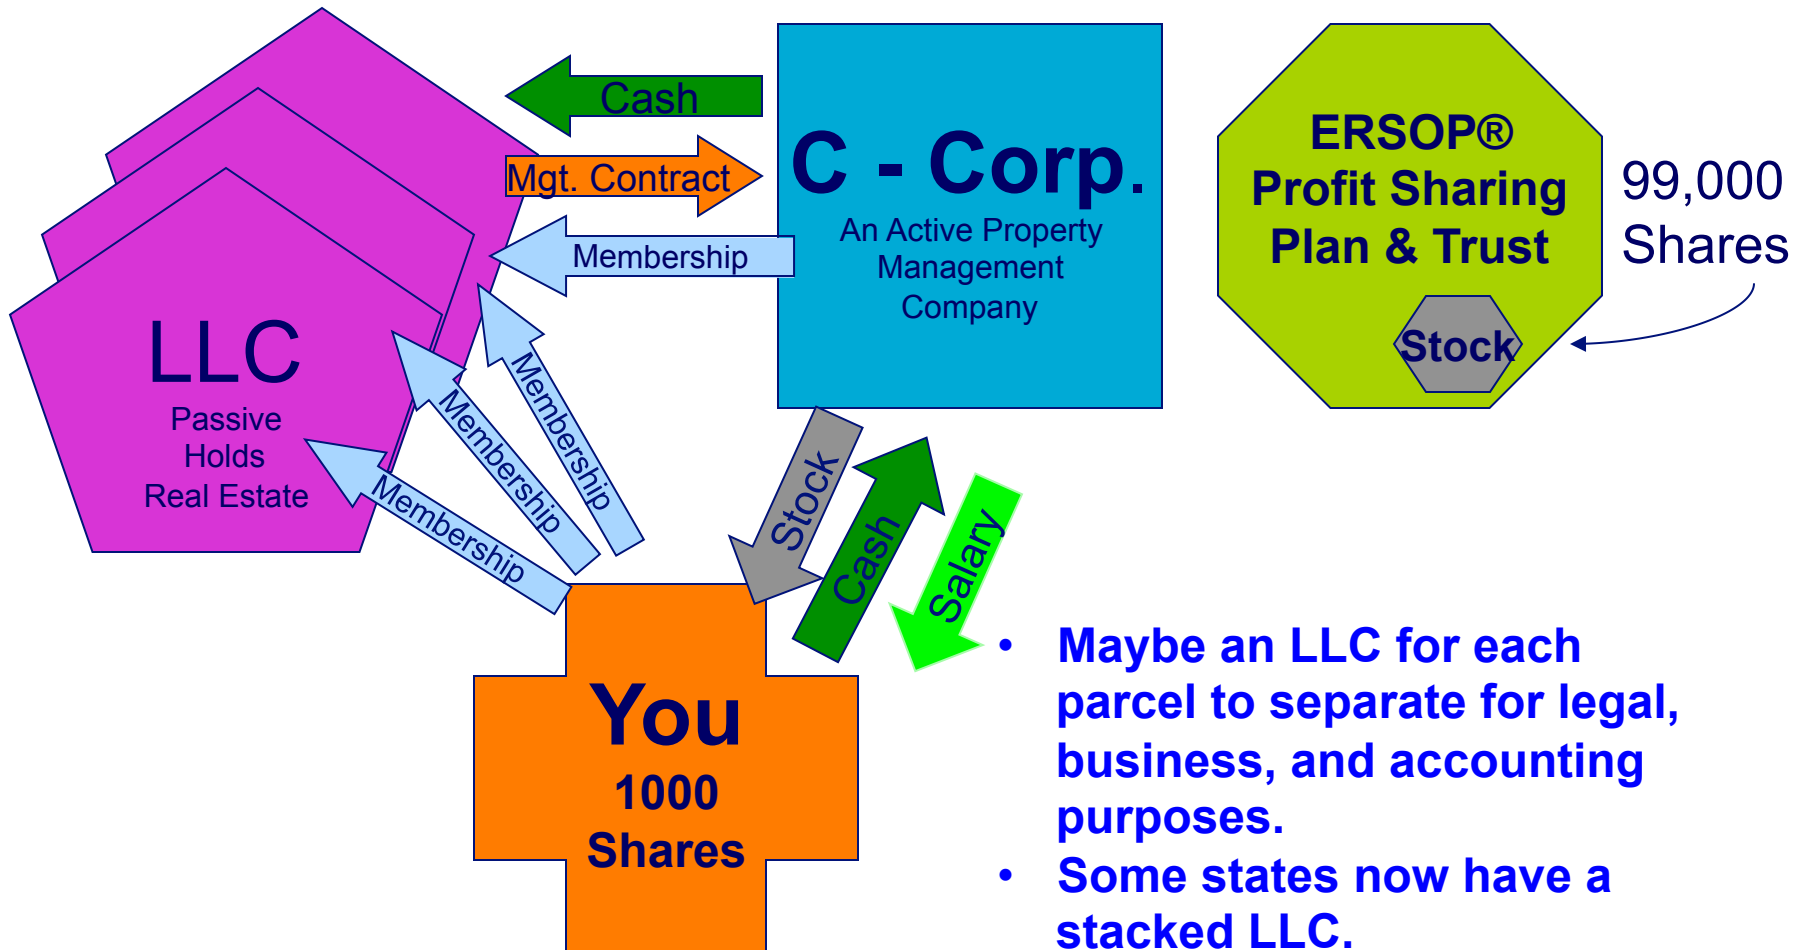 Cash
Mgt. Contract
Membership
C - Corp.
An Active Property
Management
Company
ERSOP®
Profit Sharing
Plan & Trust
Stock
99,000
Shares
LLC
Passive
Holds
Real Estate
Membership
Membership
Membership
Stock
Cash
Salary
You
1000
Shares
• Maybe an LLC for each
parcel to separate for legal,
business, and accounting
purposes.
• Some states now have a
stacked LLC.